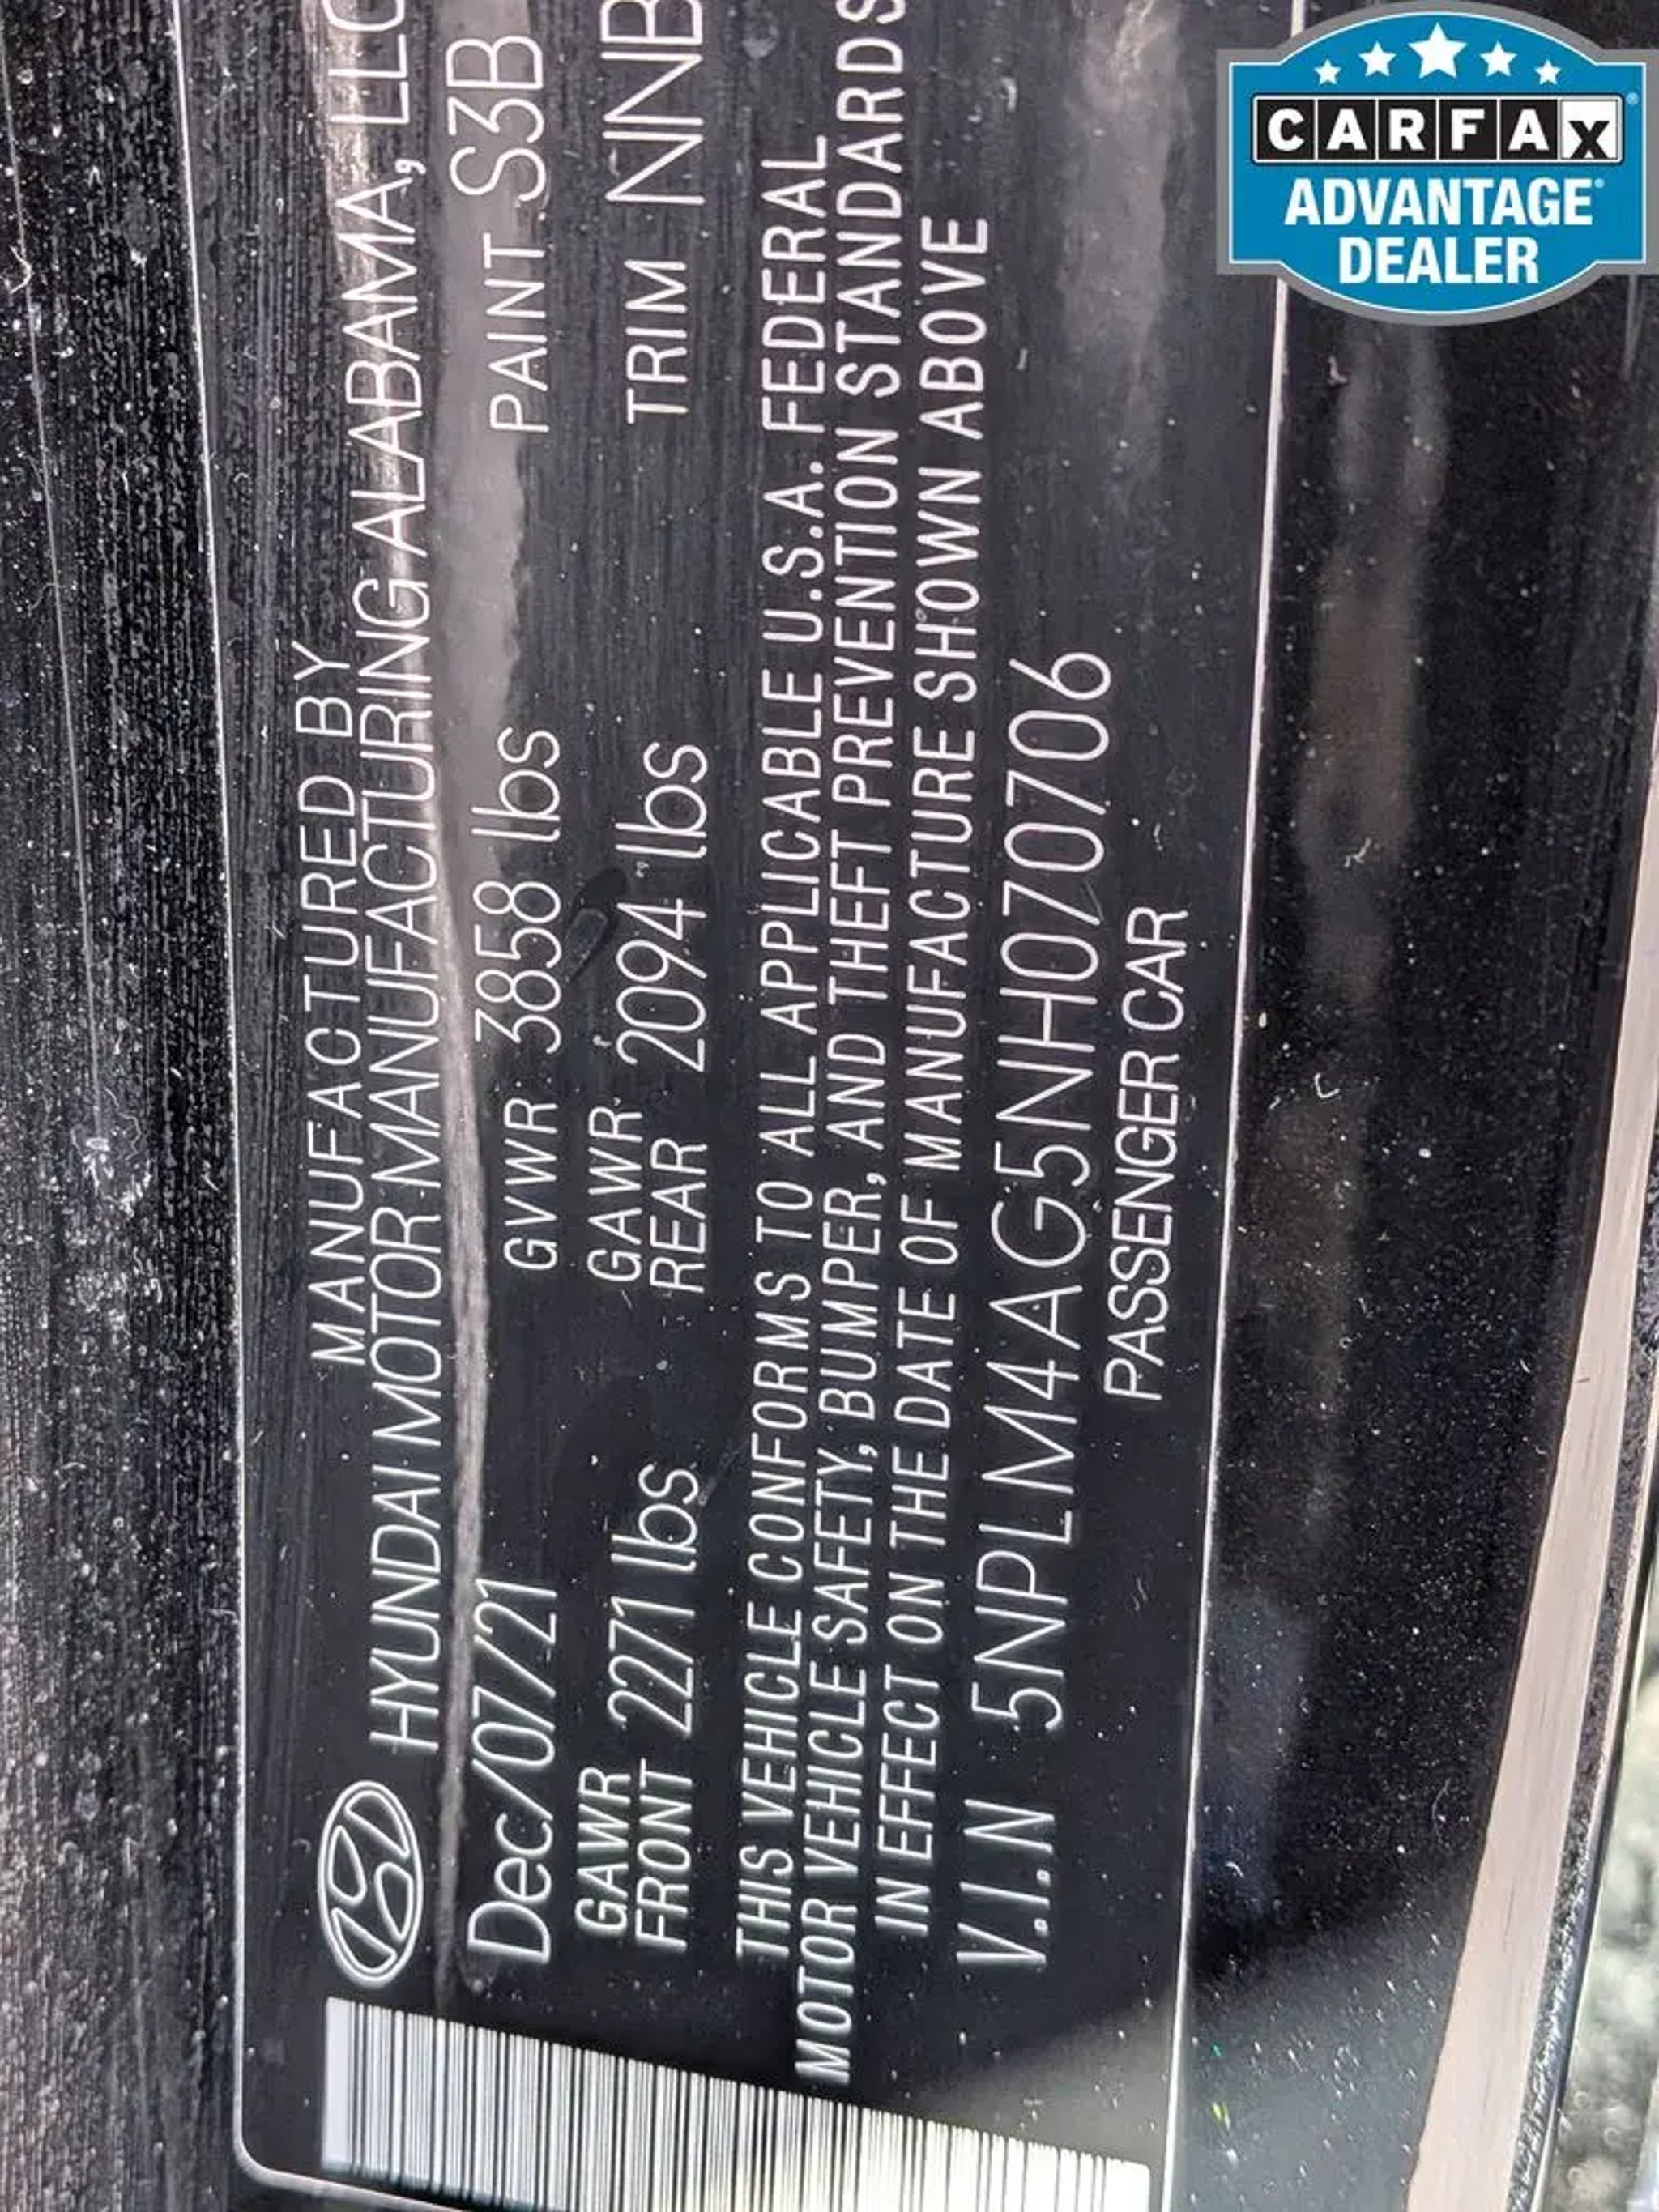 MANUFACTURED BY
HYUNDAI MOTOR MANUFACTURING ALABAMA, LLC
Dec/07/21 GVWR 3858 lbs PAINT S3B
GAWR FRONT 2271 lbs GAWR REAR 2094 lbs TRIM NNB
THIS VEHICLE CONFORMS TO ALL APPLICABLE U.S.A. FEDERAL
MOTOR VEHICLE SAFETY, BUMPER, AND THEFT PREVENTION STANDARDS
IN EFFECT ON THE DATE OF MANUFACTURE SHOWN ABOVE
V.I.N 5NPLM4AG5NH070706
PASSENGER CAR
CARFAX
ADVANTAGE
DEALER